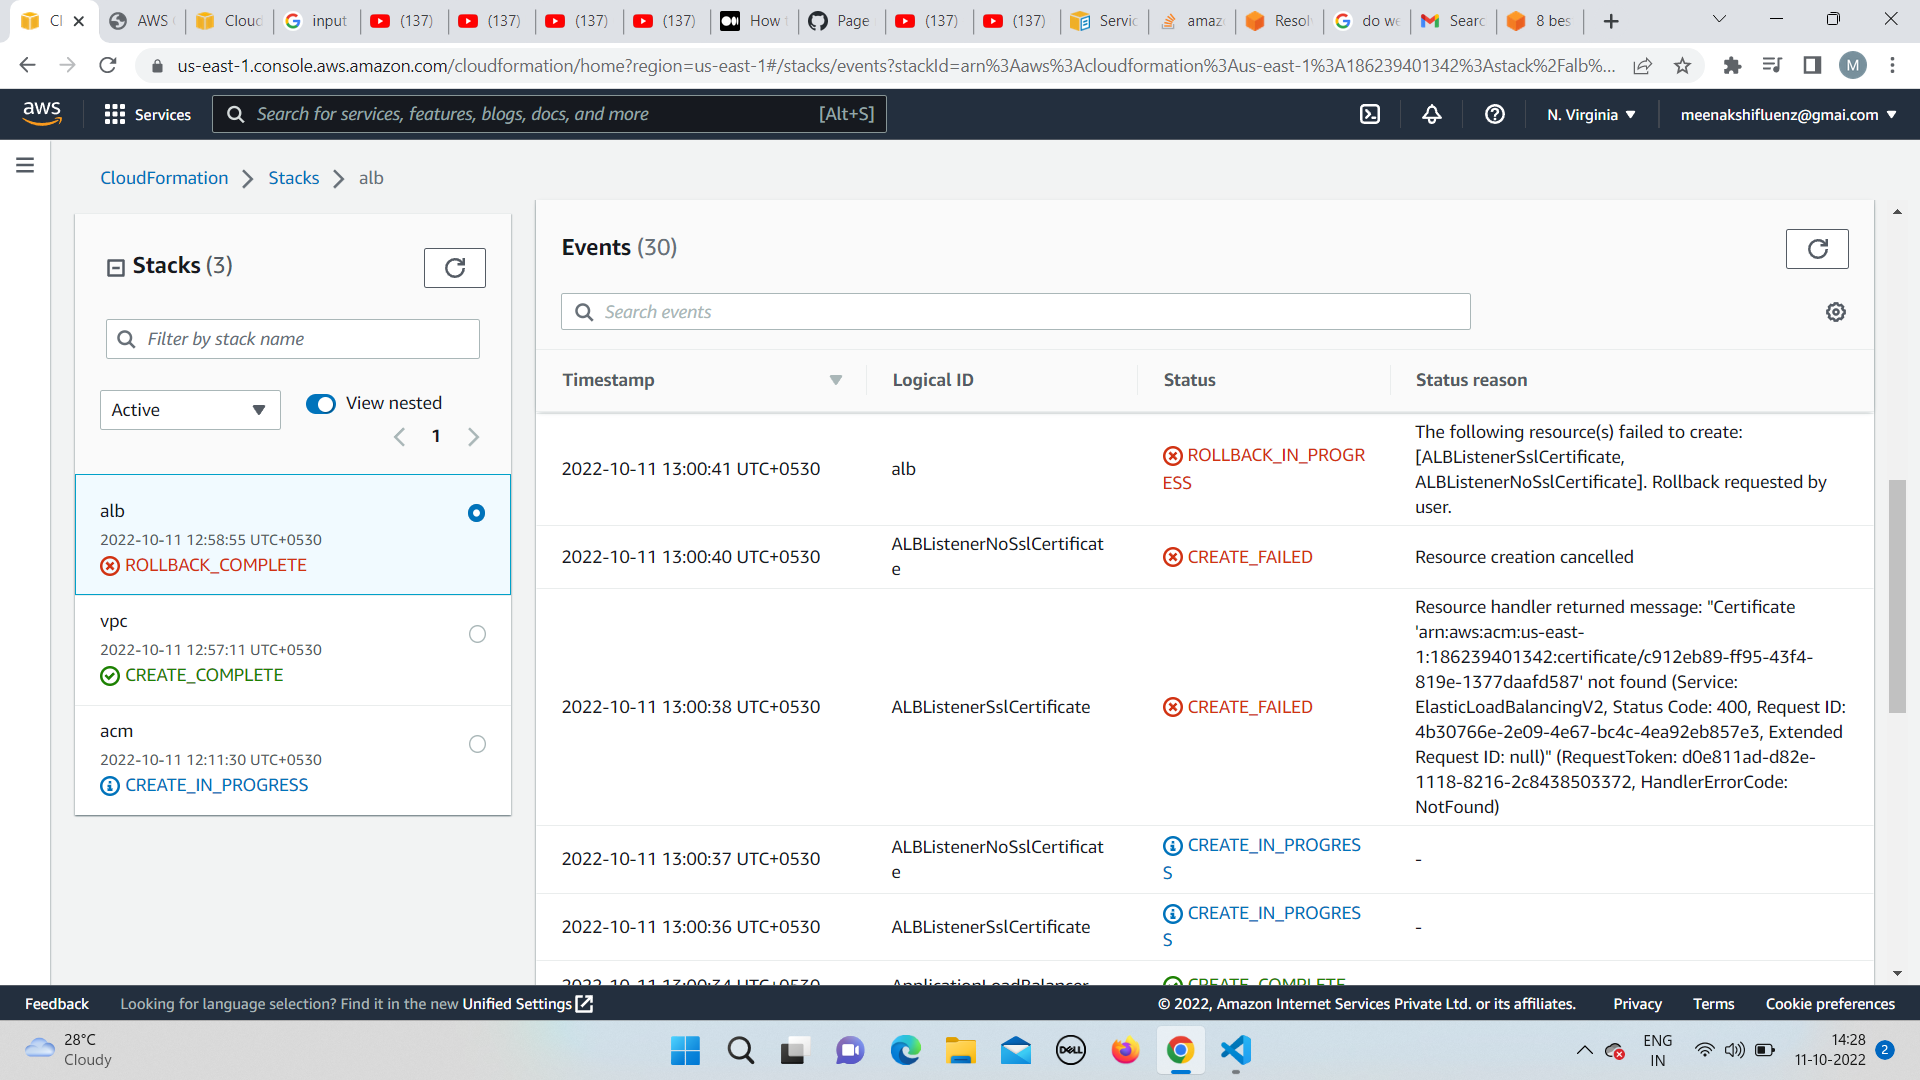 Cl
AWS
Cloud
input
(137)
(137)
(137)
(137)
How
Page
(137)
(137)
Servic
amaz
Resol
do we
Searc
8 bes
us-east-1.console.aws.amazon.com/cloudformation/home?region=us-east-1#/stacks/events?stackId=arn%3Aaws%3Acloudformation%3Aus-east-1%3A186239401342%3Astack%2Falb%...
M
aws
Services
Search for services, features, blogs, docs, and more
[Alt+S]
N. Virginia
meenakshifluenz@gmai.com
CloudFormation
Stacks
alb
Stacks (3)
Filter by stack name
Active
View nested
1
alb
2022-10-11 12:58:55 UTC+0530
ROLLBACK_COMPLETE
vpc
2022-10-11 12:57:11 UTC+0530
CREATE_COMPLETE
acm
2022-10-11 12:11:30 UTC+0530
CREATE_IN_PROGRESS
Events (30)
Search events
Timestamp
Logical ID
Status
Status reason
2022-10-11 13:00:41 UTC+0530
alb
ROLLBACK_IN_PROGR
ESS
The following resource(s) failed to create:
[ALBListenerSslCertificate,
ALBListenerNoSslCertificate]. Rollback requested by
user.
2022-10-11 13:00:40 UTC+0530
ALBListenerNoSslCertificat
e
CREATE_FAILED
Resource creation cancelled
2022-10-11 13:00:38 UTC+0530
ALBListenerSslCertificate
CREATE_FAILED
Resource handler returned message: "Certificate
'arn:aws:acm:us-east-
1:186239401342:certificate/c912eb89-ff95-43f4-
819e-1377daafd587' not found (Service:
ElasticLoadBalancingV2, Status Code: 400, Request ID:
4b30766e-2e09-4e67-bc4c-4ea92eb857e3, Extended
Request ID: null)" (RequestToken: d0e811ad-d82e-
1118-8216-2c8438503372, HandlerErrorCode:
NotFound)
2022-10-11 13:00:37 UTC+0530
ALBListenerNoSslCertificat
e
CREATE_IN_PROGRES
S
-
2022-10-11 13:00:36 UTC+0530
ALBListenerSslCertificate
CREATE_IN_PROGRES
S
-
2022-10-11 13:00:34 UTC+0530
ApplicationLoadBalancer
CREATE_COMPLETE
Feedback
Looking for language selection? Find it in the new Unified Settings
© 2022, Amazon Internet Services Private Ltd. or its affiliates.
Privacy
Terms
Cookie preferences
28°C
Cloudy
DELL
ENG
IN
14:28
11-10-2022
2